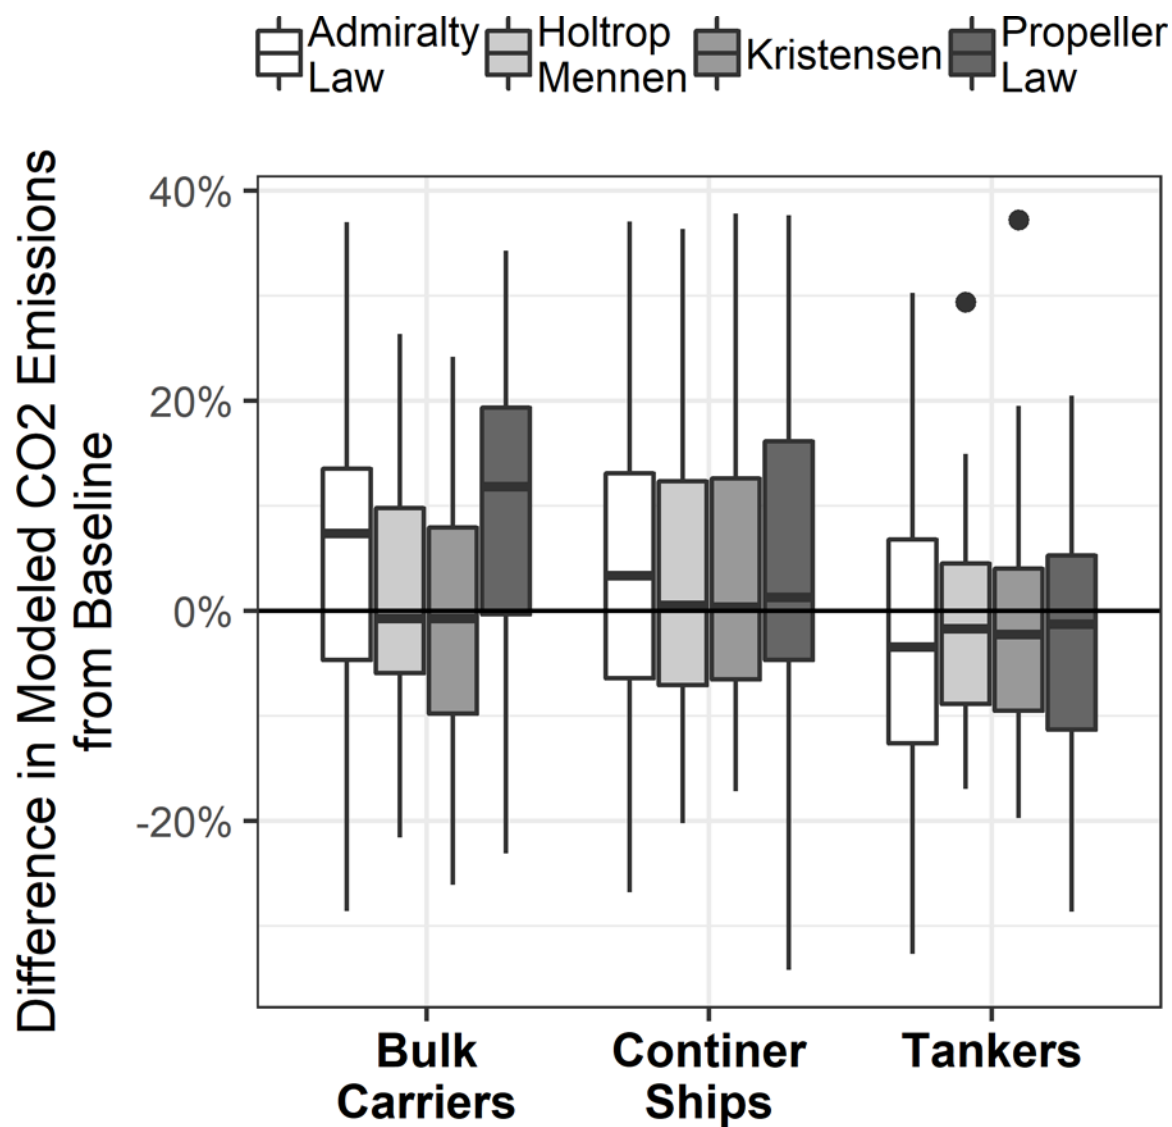 Admiralty
Law
Holtrop
Mennen
Kristensen
Propeller
Law
Difference in Modeled CO2 Emissions
from Baseline
40%
20%
0%
-20%
Bulk
Carriers
Continer
Ships
Tankers